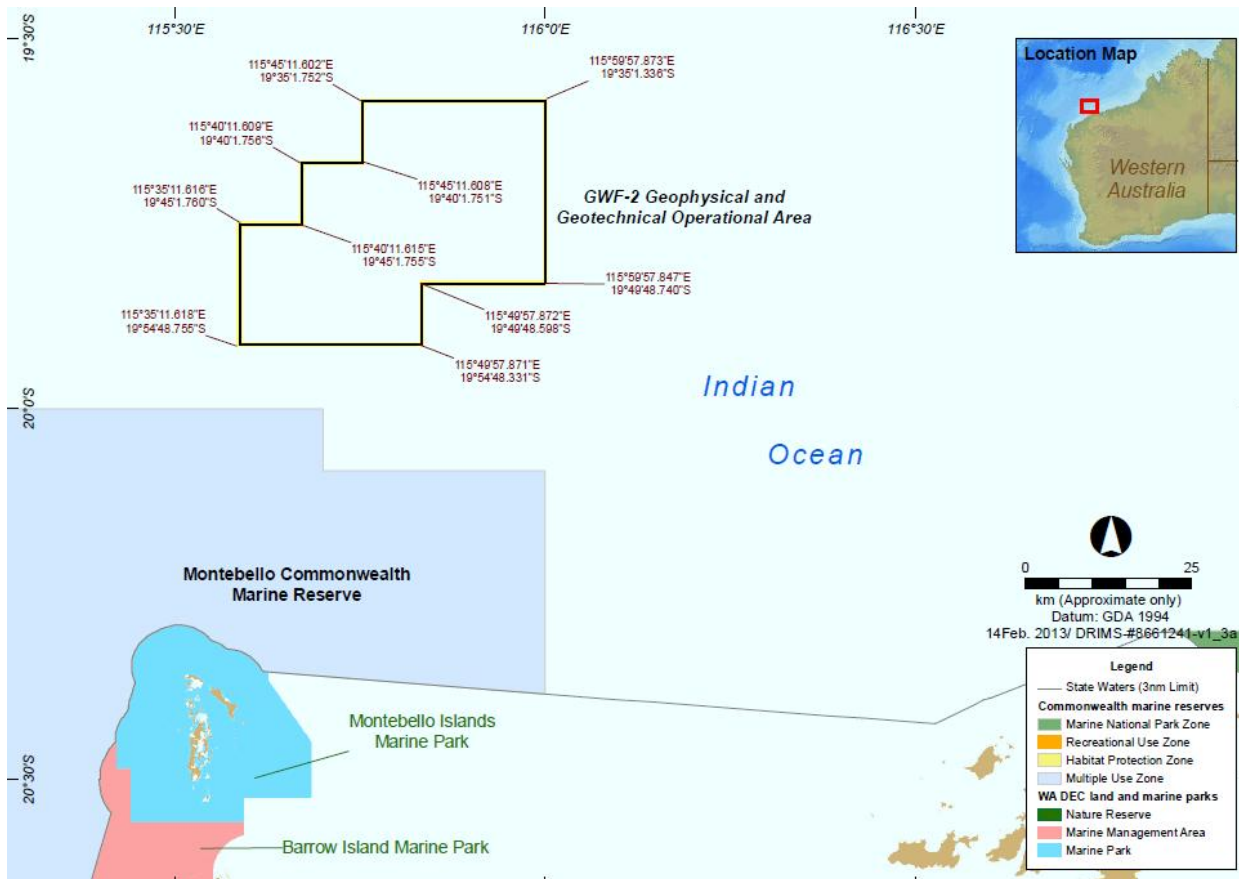 115°30'E
116°0'E
116°30'E
19°30'S
115°45'11.602"E
19°35'1.752"S
115°59'57.873"E
19°35'1.336"S
Location Map
Western
Australia
115°40'11.609"E
19°40'1.756"S
115°35'11.616"E
19°45'1.760"S
115°45'11.608"E
19°40'1.751"S
GWF-2 Geophysical and
Geotechnical Operational Area
115°40'11.615"E
19°45'1.755"S
115°59'57.847"E
19°49'48.740"S
115°35'11.618"E
19°54'48.755"S
115°49'57.872"E
19°49'48.598"S
115°49'57.871"E
19°54'48.331"S
20°0'S
Indian
Ocean
Montebello Commonwealth
Marine Reserve
0 25
km (Approximate only)
Datum: GDA 1994
14Feb. 2013/ DRIMS-#8661241-v1_3a
Montebello Islands
Marine Park
20°30'S
Barrow Island Marine Park
Legend
State Waters (3nm Limit)
Commonwealth marine reserves
Marine National Park Zone
Recreational Use Zone
Habitat Protection Zone
Multiple Use Zone
WA DEC land and marine parks
Nature Reserve
Marine Management Area
Marine Park